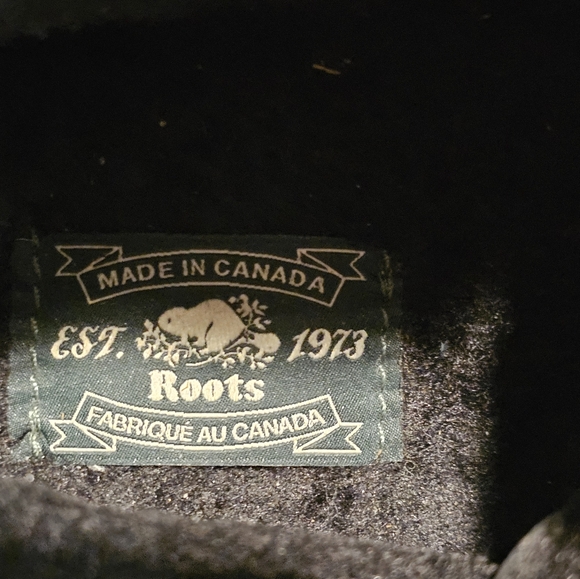 MADE IN CANADA
EST. 1973
Roots
FABRIQUÉ AU CANADA